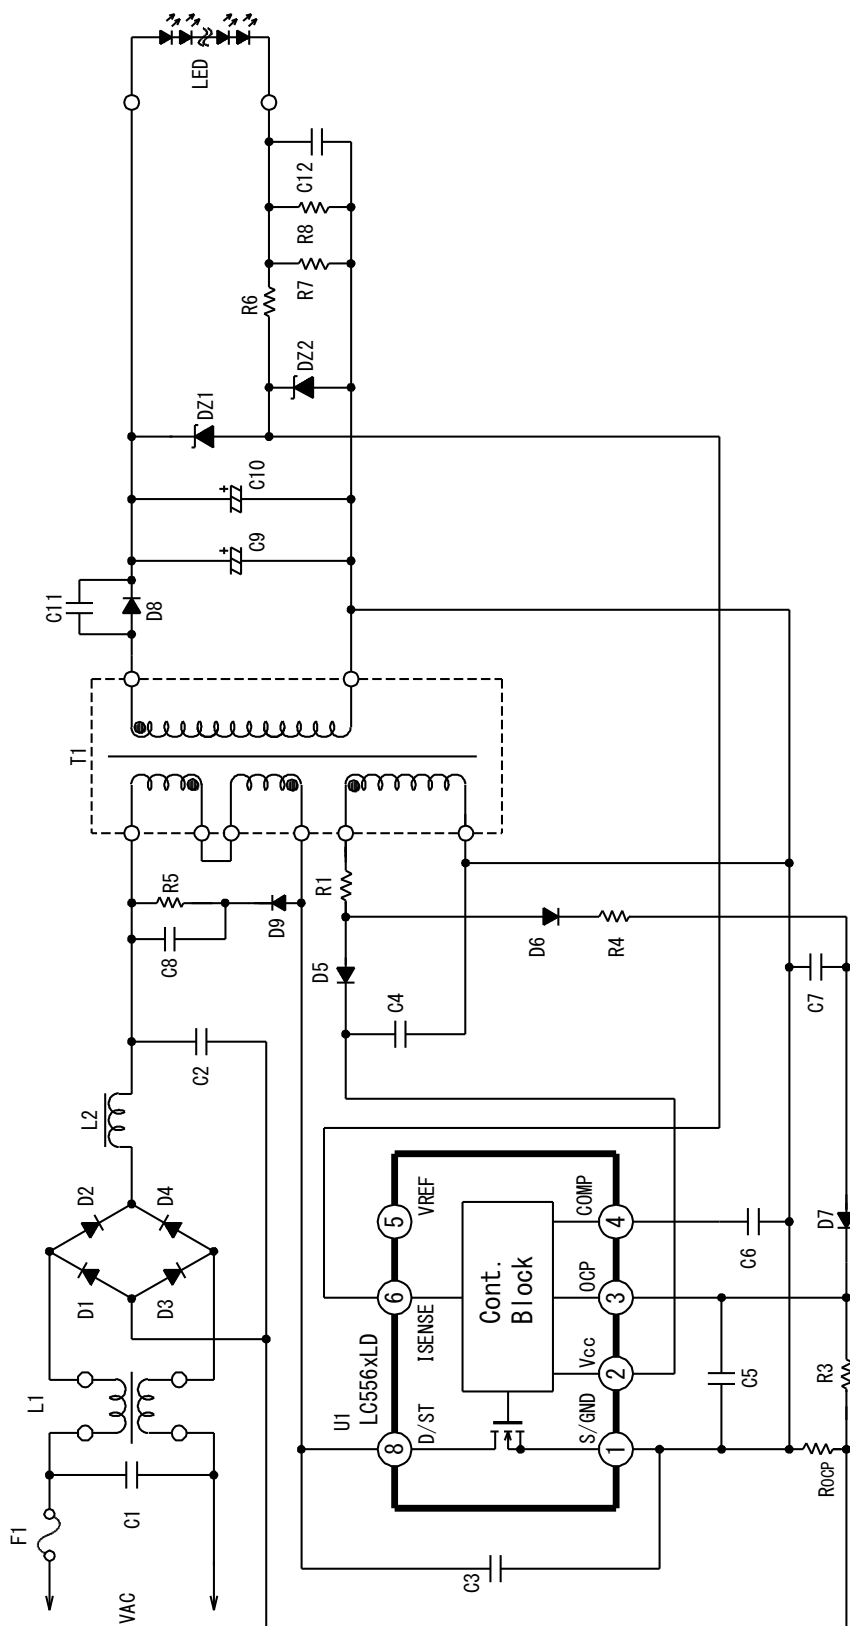 F1
VAC
C1
L1
D1
D2
D3
D4
L2
C2
C8
R5
D9
T1
C11
D8
C9
+
C10
+
DZ1
DZ2
R6
R7
R8
C12
LED
R1
D5
C4
D6
R4
C7
U1
LC556xLD
D/ST
8
ISENSE
6
VREF
5
Cont.
Block
S/GND
1
Vcc
2
OCP
3
COMP
4
C3
C5
C6
D7
R3
ROCP